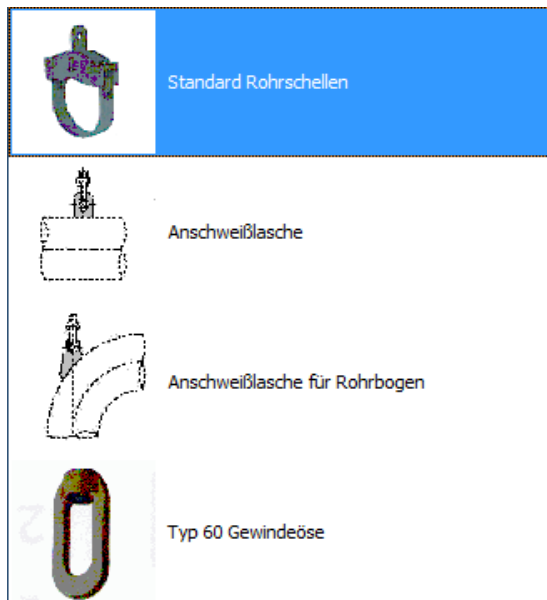 Standard Rohrschellen
Anschweißlasche
Anschweißlasche für Rohrbogen
Typ 60 Gewindeöse